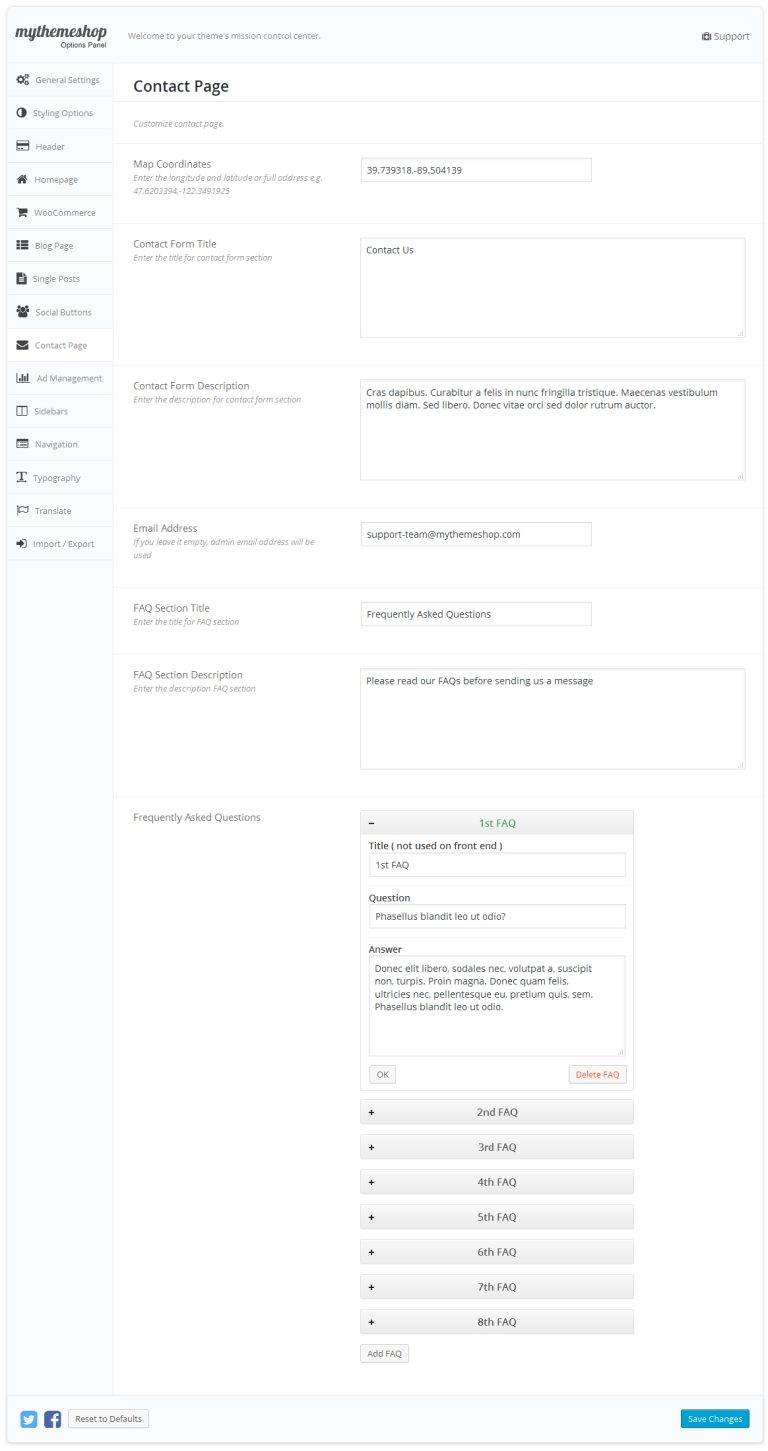 mythemeshop
Options Panel
Welcome to your theme's mission control center.
Support
General Settings
Styling Options
Header
Homepage
WooCommerce
Blog Page
Single Posts
Social Buttons
Contact Page
Ad Management
Sidebars
Navigation
Typography
Translate
Import / Export
Contact Page
Customize contact page.
Map Coordinates
Enter the longitude and latitude or full address e.g.
47.6203394,-122.3491925
39.739318,-89.504139
Contact Form Title
Enter the title for contact form section
Contact Us
Contact Form Description
Enter the description for contact form section
Cras dapibus. Curabitur a felis in nunc fringilla tristique. Maecenas vestibulum
mollis diam. Sed libero. Donec vitae orci sed dolor rutrum auctor.
Email Address
If you leave it empty, admin email address will be
used
support-team@mythemeshop.com
FAQ Section Title
Enter the title for FAQ section
Frequently Asked Questions
FAQ Section Description
Enter the description FAQ section
Please read our FAQs before sending us a message
Frequently Asked Questions
1st FAQ
Title ( not used on front end )
1st FAQ
Question
Phasellus blandit leo ut odio?
Answer
Donec elit libero, sodales nec, volutpat a, suscipit
non, turpis. Proin magna. Donec quam felis,
ultricies nec, pellentesque eu, pretium quis, sem.
Phasellus blandit leo ut odio.
OK
Delete FAQ
2nd FAQ
3rd FAQ
4th FAQ
5th FAQ
6th FAQ
7th FAQ
8th FAQ
Add FAQ
Reset to Defaults
Save Changes